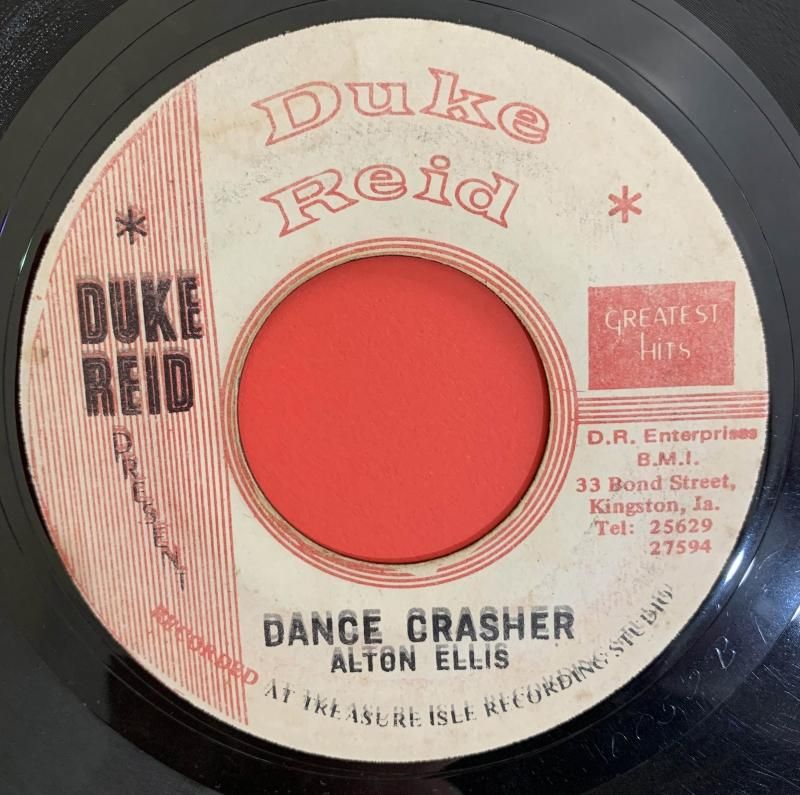 Duke
Reid
*
*
DUKE
REID
PRESENT
GREATEST
HITS
D.R. Enterprises
B.M.I.
33 Bond Street,
Kingston, Ja.
Tel: 25629
27594
DANCE CRASHER
ALTON ELLIS
RECORDED AT TREASURE ISLE RECORDING STUDIO